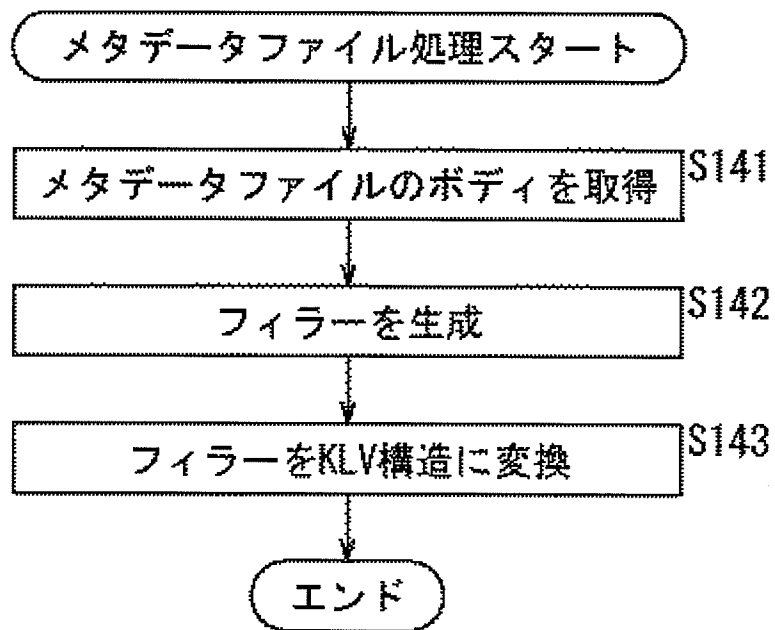 メタデータファイル処理スタート
メタデータファイルのボディを取得
S141
フィラーを生成
S142
フィラーをKLV構造に変換
S143
エンド